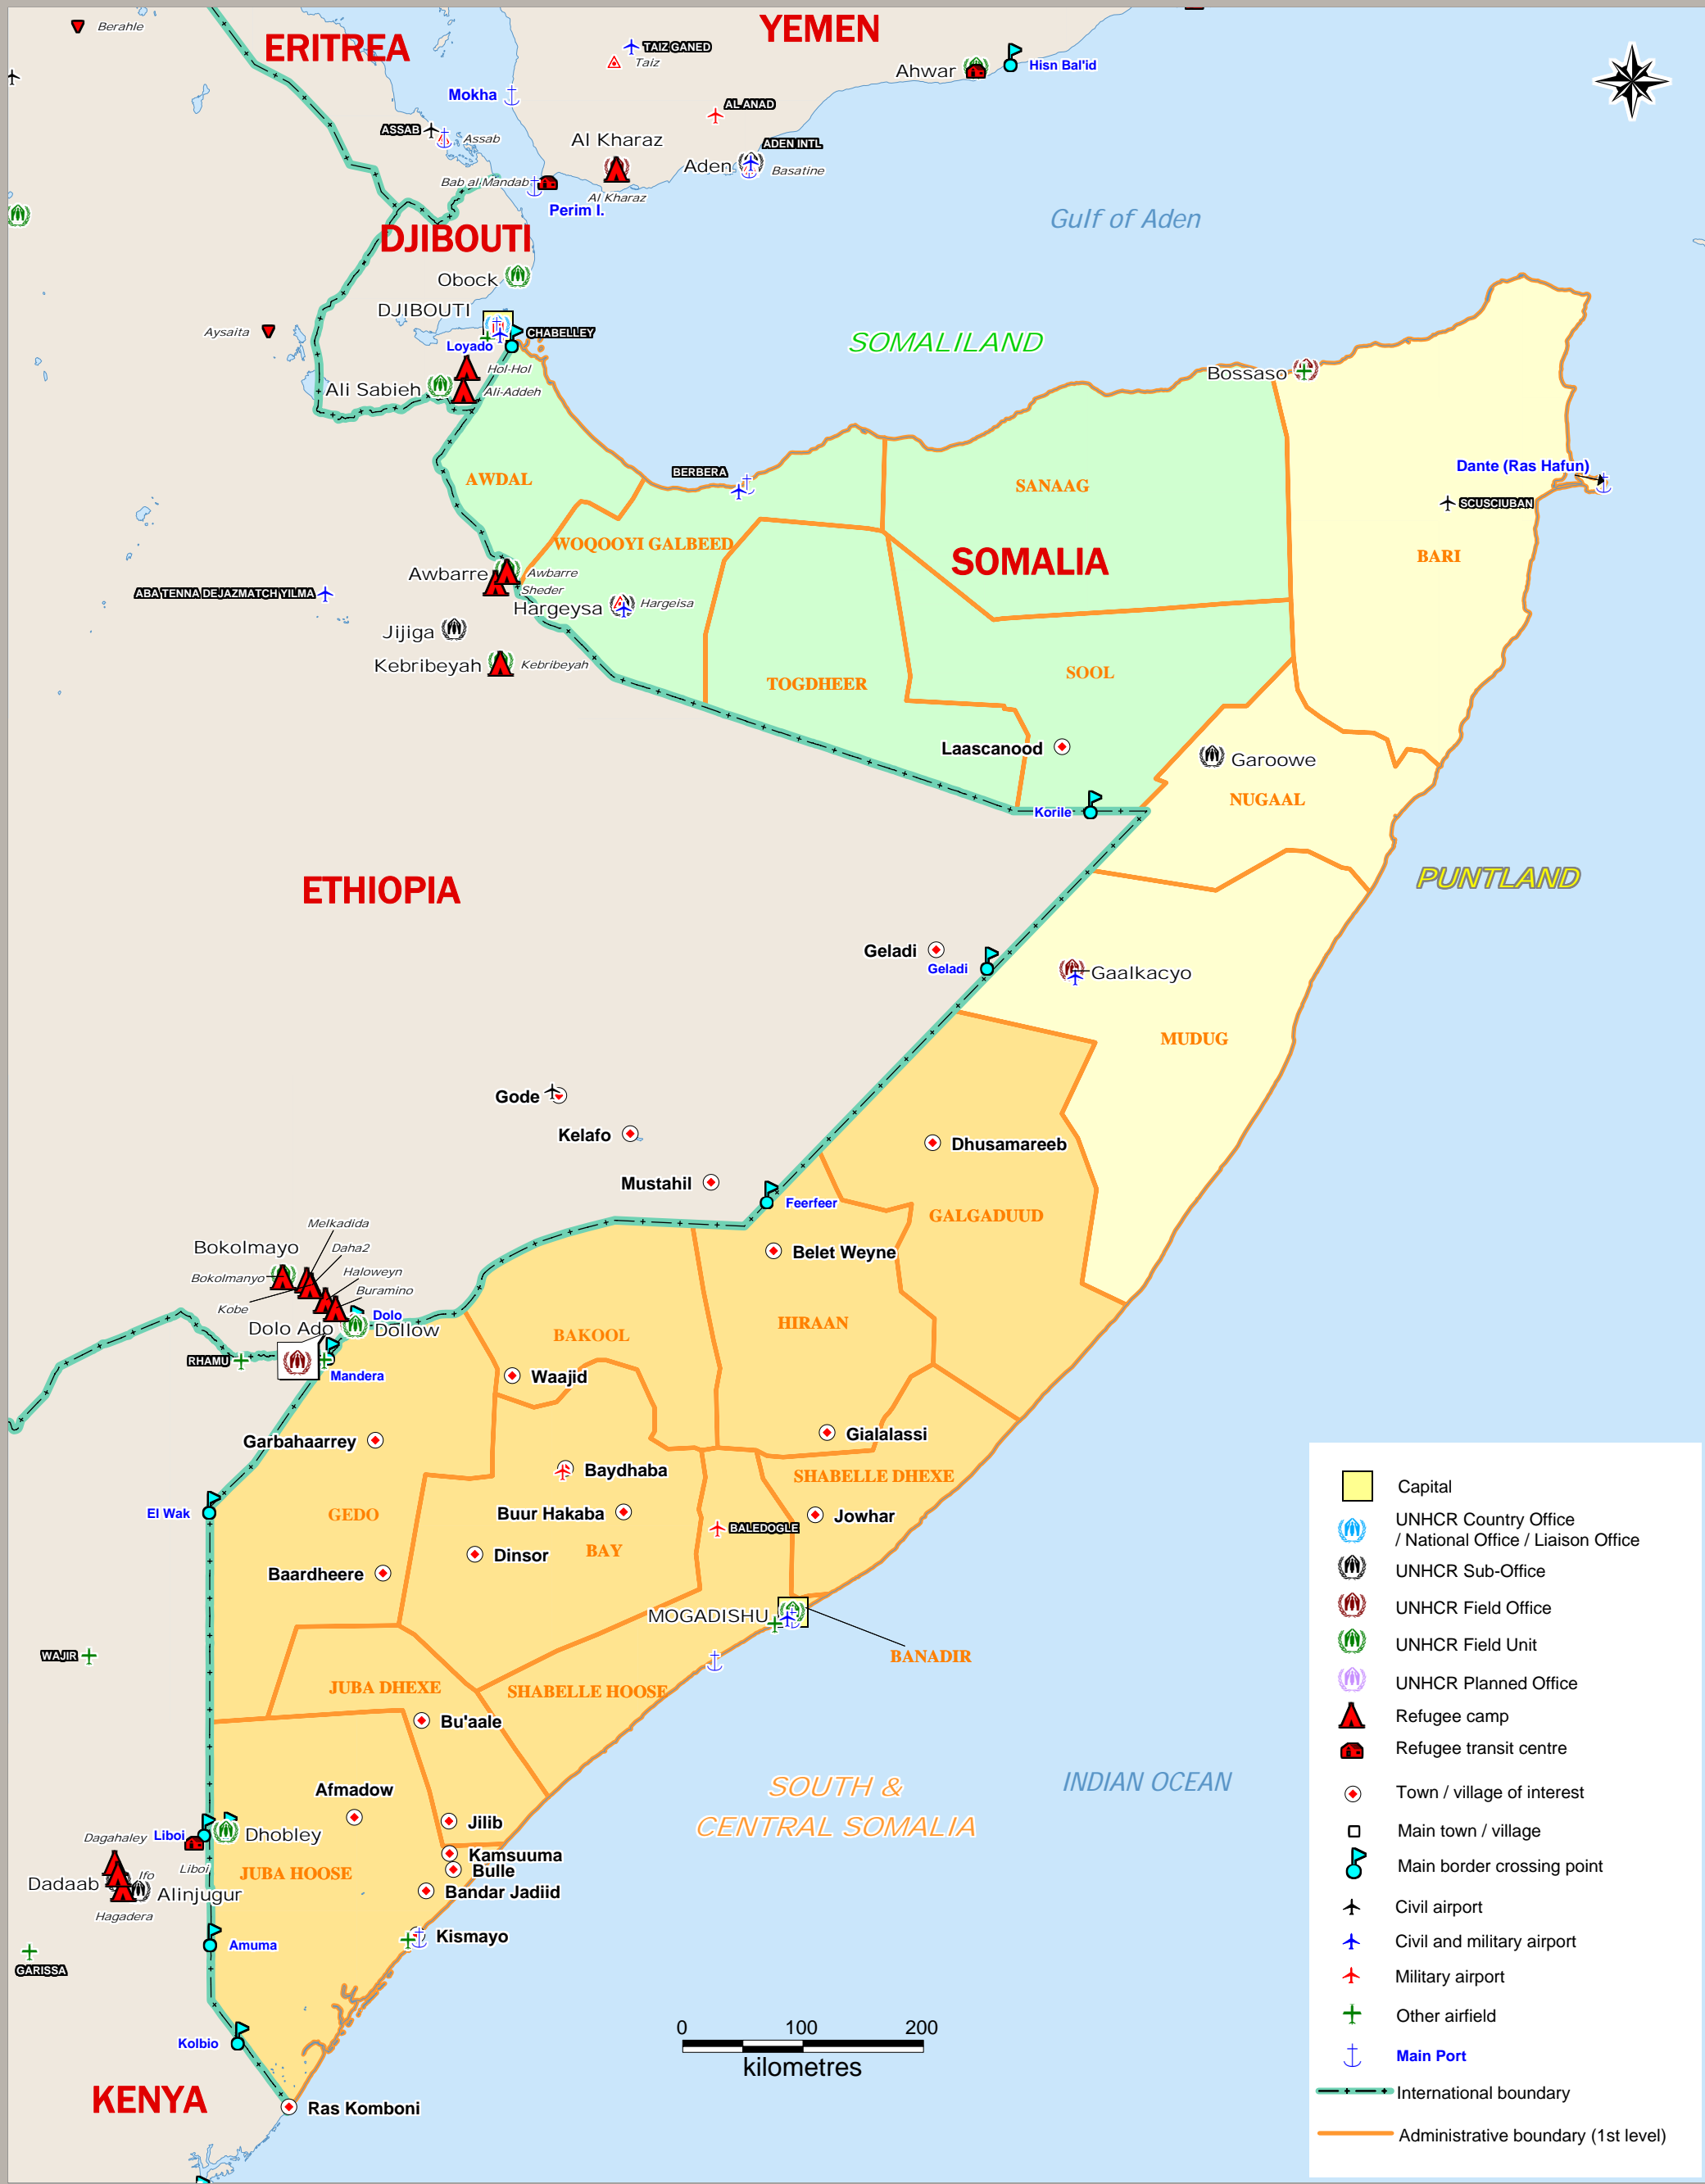 Berahle
ERITREA
YEMEN
TAIZ GANED
Taiz
Ahwar
Hisn Bal'id
Mokha
AL ANAD
ASSAB
Assab
Al Kharaz
ADEN INTL
Aden
Basatine
Bab al Mandab
Al Kharaz
Perim I.
Gulf of Aden
DJIBOUTI
Obock
DJIBOUTI
CHABELLEY
Aysaita
Loyado
SOMALILAND
Hol-Hol
Ali Sabieh
Ali-Addeh
Bossaso
BERBERA
Dante (Ras Hafun)
AWDAL
SANAAG
SCUSCIUBAN
WOQOOYI GALBEED
SOMALIA
BARI
Awbarre
Awbarre
Sheder
ABA TENNA DEJAZMATCH YILMA
Hargeysa
Hargeisa
Jijiga
Kebribeyah
Kebribeyah
TOGDHEER
SOOL
Laascanood
Garoowe
NUGAAL
Korile
ETHIOPIA
PUNTLAND
Geladi
Geladi
Gaalkacyo
MUDUG
Gode
Kelafo
Dhusamareeb
Mustahil
Feerfeer
GALGADUUD
Melkadida
Bokolmayo
Daha2
Belet Weyne
Bokolmanyo
Haloweyn
Buramino
Kobe
Dolo
Dolo Ado
Dollow
HIRAAN
BAKOOL
RHAMU
Mandera
Waajid
Garbahaarrey
Gialalassi
Baydhaba
SHABELLE DHEXE
El Wak
GEDO
Buur Hakaba
Jowhar
BALEDOGLE
Dinsor
BAY
Baardheere
MOGADISHU
WAJIR
BANADIR
JUBA DHEXE
SHABELLE HOOSE
Bu'aale
Afmadow
SOUTH &
CENTRAL SOMALIA
INDIAN OCEAN
Jilib
Dagahaley
Liboi
Dhobley
Kamsuuma
Liboi
Ifo
JUBA HOOSE
Bulle
Dadaab
Alinjugur
Bandar Jadiid
Hagadera
Kismayo
Amuma
GARISSA
Kolbio
0 100 200
kilometres
KENYA
Ras Komboni
Capital
UNHCR Country Office
/ National Office / Liaison Office
UNHCR Sub-Office
UNHCR Field Office
UNHCR Field Unit
UNHCR Planned Office
Refugee camp
Refugee transit centre
Town / village of interest
Main town / village
Main border crossing point
Civil airport
Civil and military airport
Military airport
Other airfield
Main Port
International boundary
Administrative boundary (1st level)